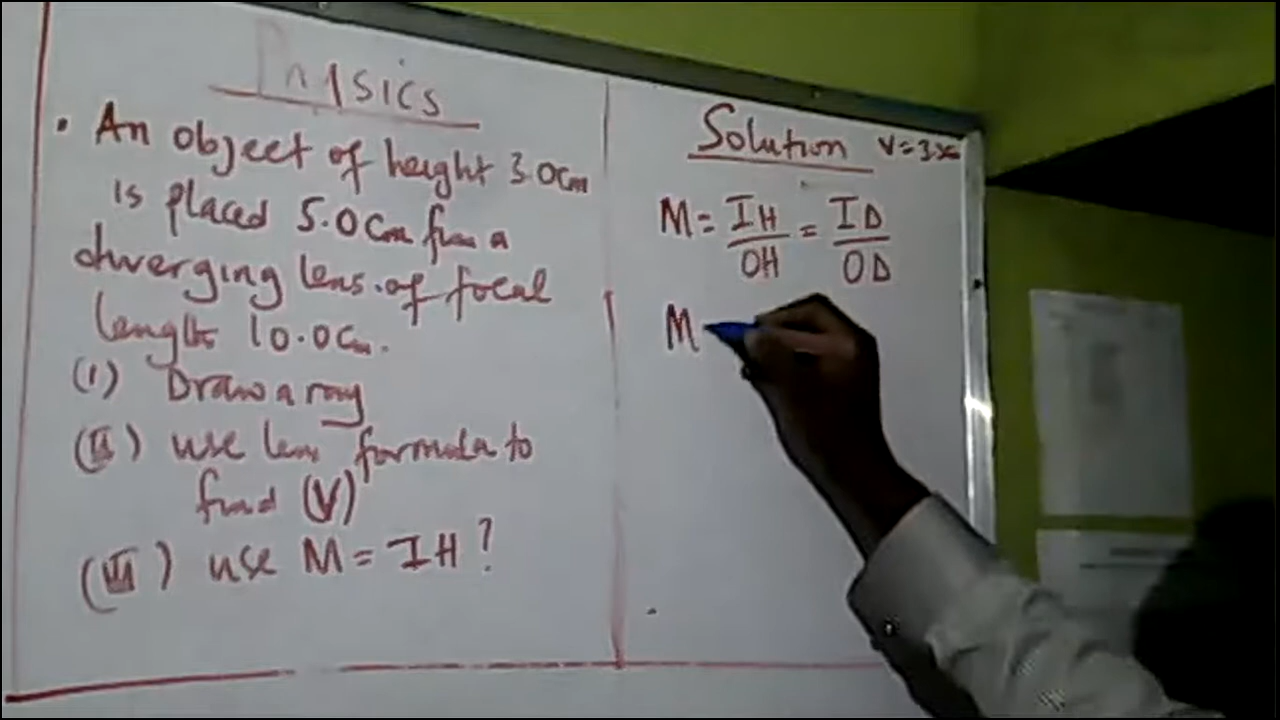 Physics
• An object of height 3.0cm
is placed 5.0cm from a
diverging lens of focal
length 10.0cm.
(I) Draw a ray
(II) use lens formula to
find (V)
(III) use M = IH ?
Solution
M = IH/OH = ID/OD
M